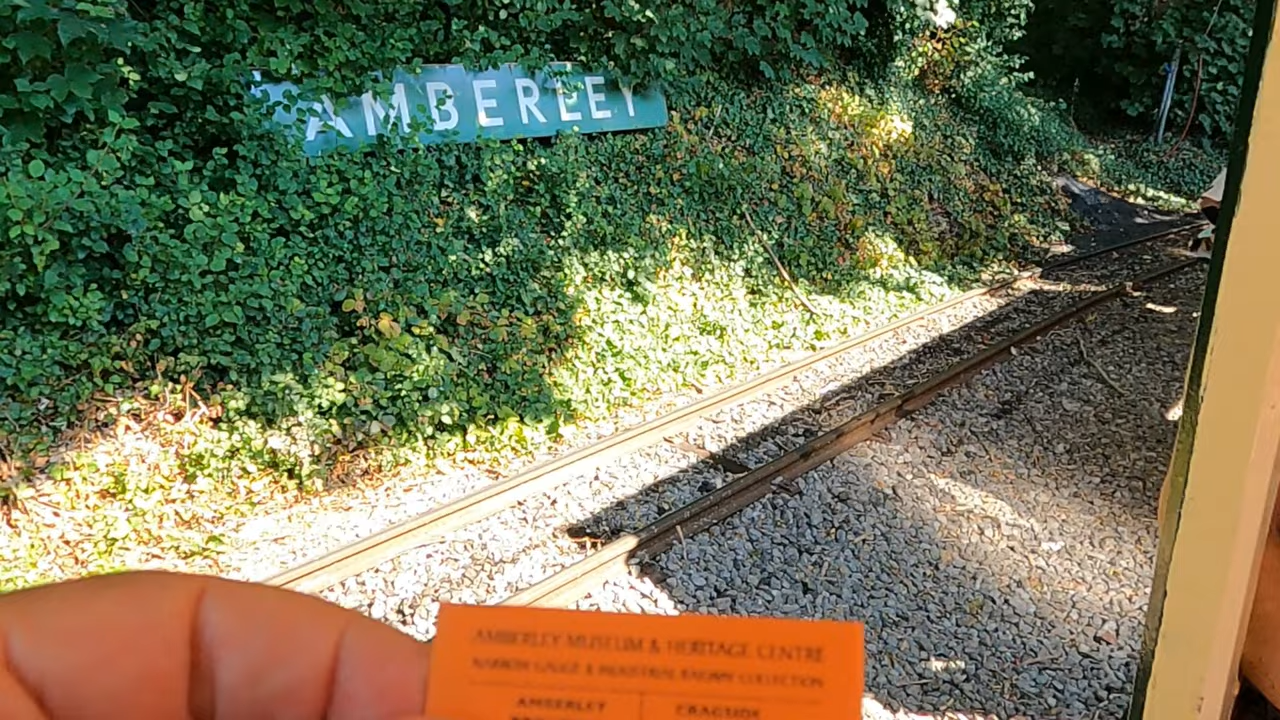 AMBERLEY
AMBERLEY MUSEUM & HERITAGE CENTRE
NARROW GAUGE & INDUSTRIAL RAILWAY COLLECTION
AMBERLEY CRAGSIDE